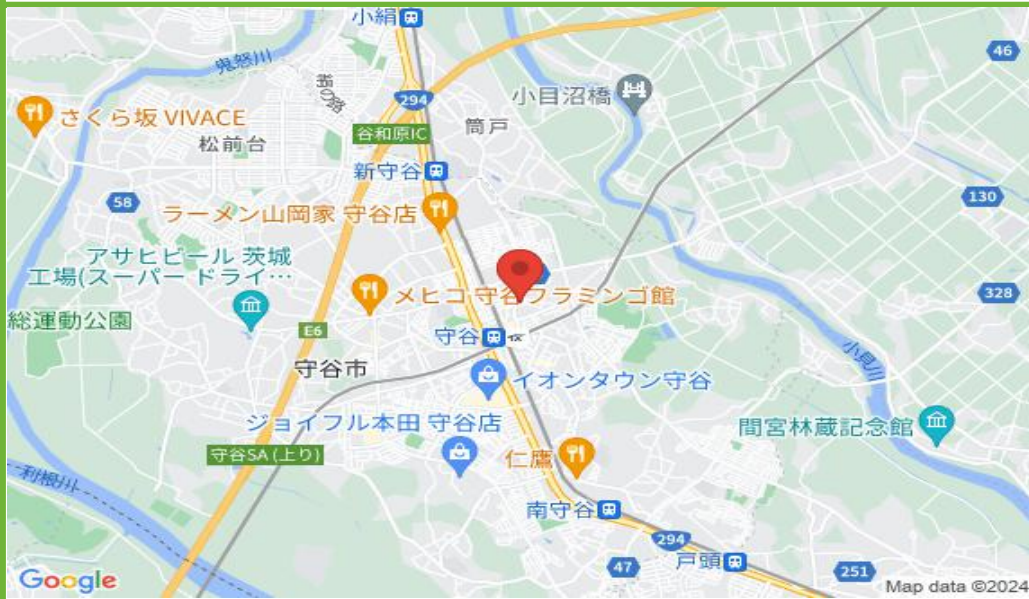 小絹
46
鬼怒川
294
小目沼橋
さくら坂 VIVACE
谷和原IC
筒戸
松前台
新守谷
58
130
ラーメン山岡家 守谷店
アサヒビール 茨城
工場(スーパー ドライ…
メヒコ 守谷フラミンゴ館
328
総運動公園
E6
守谷
小貝川
守谷市
イオンタウン守谷
ジョイフル本田 守谷店
間宮林蔵記念館
守谷SA (上り)
仁鷹
利根川
南守谷
294
戸頭
47
251
Google
Map data ©2024